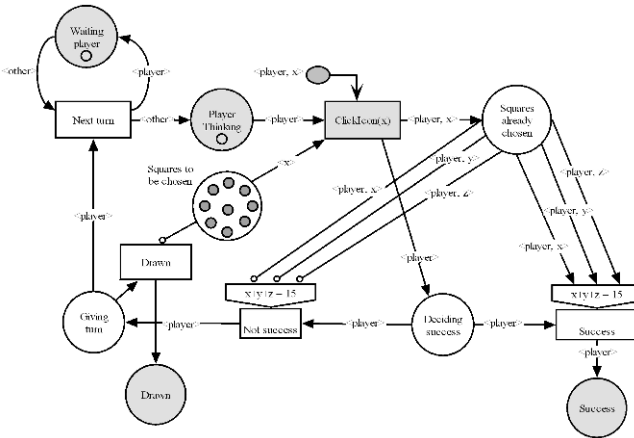 Waiting
player
<other>
<player>
<player, x>
Next turn
<other>
Player
Thinkang
<player>
ClickIcon(x)
<player, x>
Squares
already
chosen
Squares to
be chosen
<x>
<player, x>
<player, y>
<player, z>
<player, z>
<player, y>
<player, x>
<player>
<player>
Drawn
x+y+z = 15
x+y+z = 15
Giving
turn
<player>
Not success
<player>
Deciding
success
<player>
Success
<player>
Drawn
Success